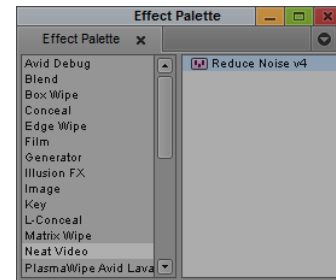 Effect Palette
Effect Palette
Avid Debug
Blend
Box Wipe
Conceal
Edge Wipe
Film
Generator
Illusion FX
Image
Key
L-Conceal
Matrix Wipe
Neat Video
PlasmaWipe Avid Lava
Reduce Noise v4